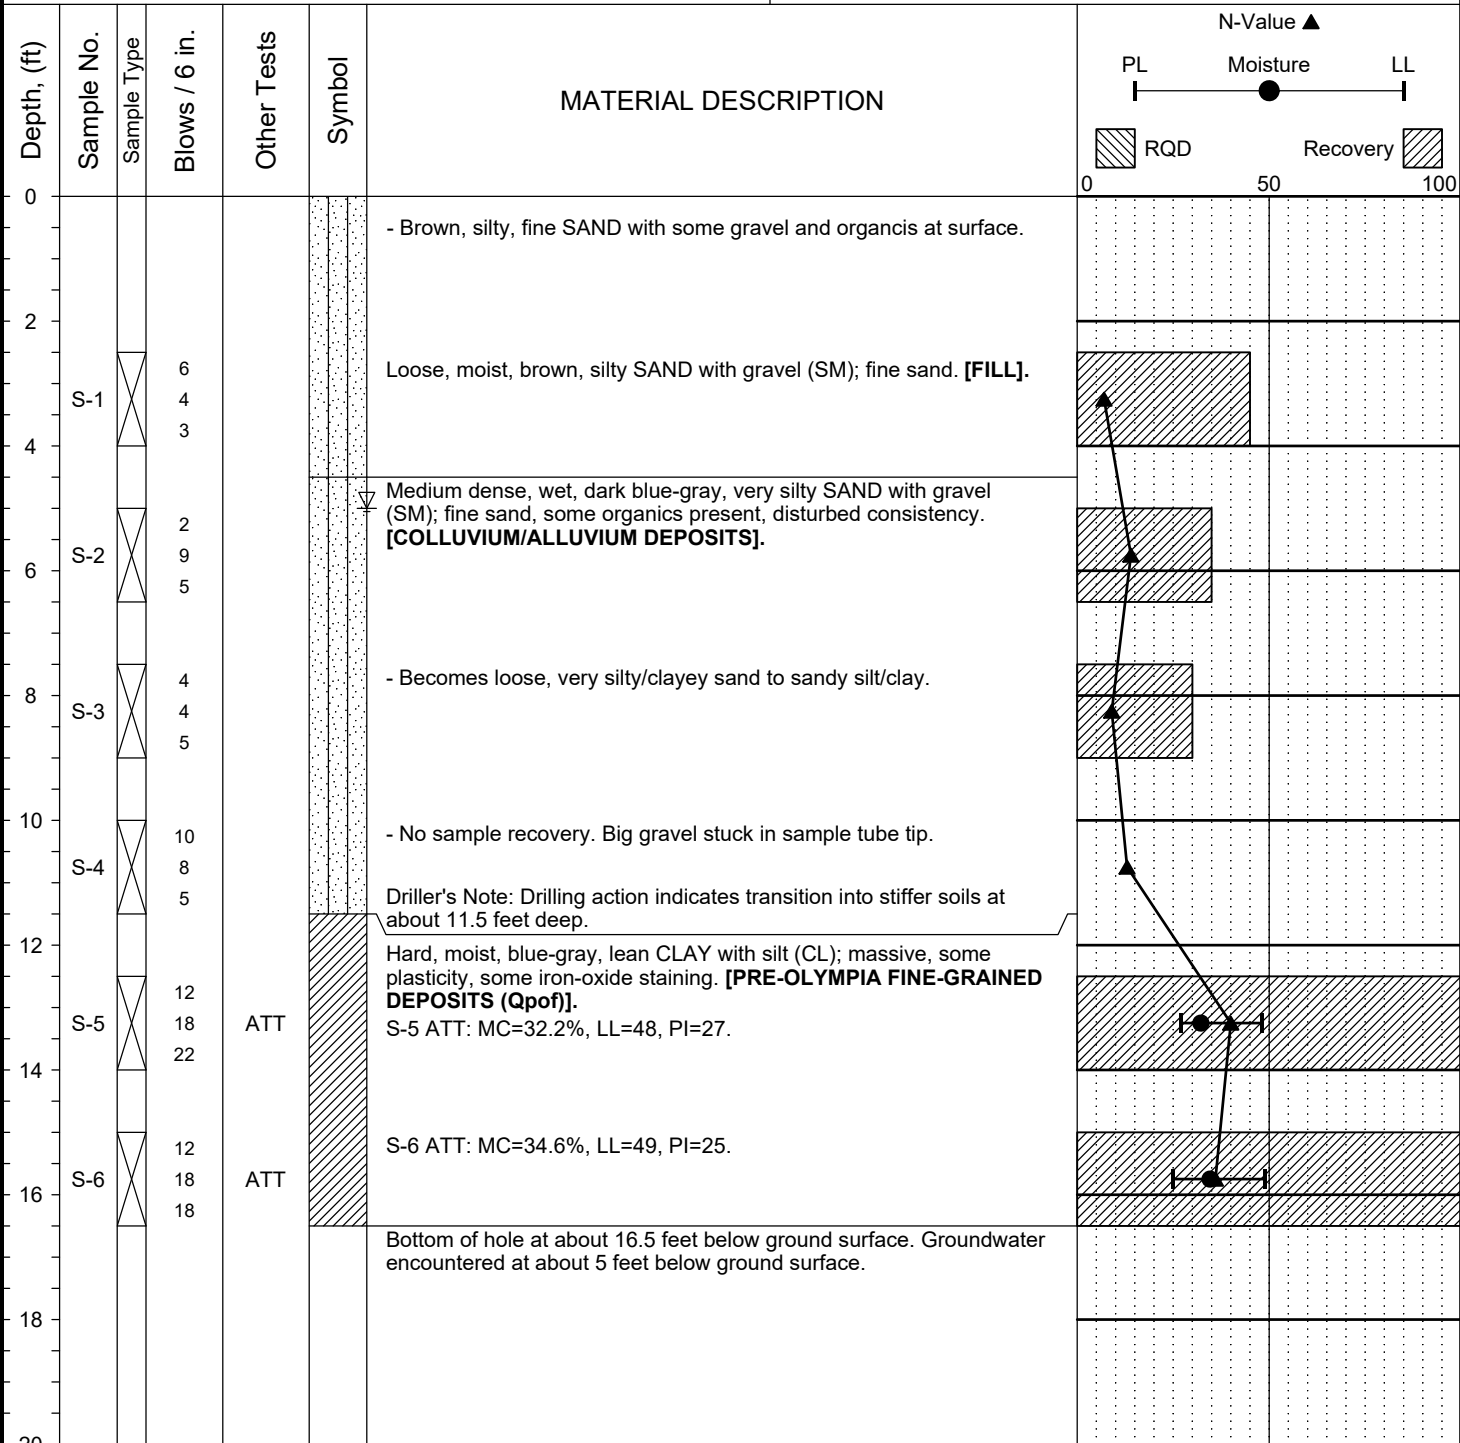 Depth, (ft)
Sample No.
Sample Type
Blows / 6 in.
Other Tests
Symbol
MATERIAL DESCRIPTION
N-Value ▲
PL Moisture LL
RQD Recovery
0 50 100
0
- Brown, silty, fine SAND with some gravel and organcis at surface.
2
S-1
6
4
3
Loose, moist, brown, silty SAND with gravel (SM); fine sand. [FILL].
4
Medium dense, wet, dark blue-gray, very silty SAND with gravel
(SM); fine sand, some organics present, disturbed consistency.
[COLLUVIUM/ALLUVIUM DEPOSITS].
S-2
2
9
5
6
- Becomes loose, very silty/clayey sand to sandy silt/clay.
8
S-3
4
4
5
10
- No sample recovery. Big gravel stuck in sample tube tip.
S-4
10
8
5
Driller's Note: Drilling action indicates transition into stiffer soils at
about 11.5 feet deep.
12
Hard, moist, blue-gray, lean CLAY with silt (CL); massive, some
plasticity, some iron-oxide staining. [PRE-OLYMPIA FINE-GRAINED
DEPOSITS (Qpof)].
S-5
12
18
22
ATT
S-5 ATT: MC=32.2%, LL=48, PI=27.
14
S-6 ATT: MC=34.6%, LL=49, PI=25.
S-6
12
18
18
ATT
16
Bottom of hole at about 16.5 feet below ground surface. Groundwater
encountered at about 5 feet below ground surface.
18
20